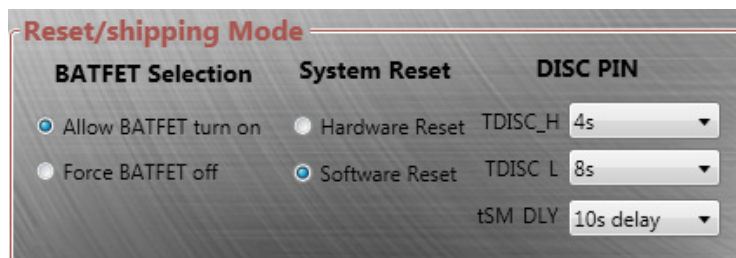 Reset/shipping Mode
BATFET Selection
System Reset
DISC PIN
Allow BATFET turn on
Hardware Reset
TDISC_H
4s
Force BATFET off
Software Reset
TDISC L
8s
tSM DLY
10s delay